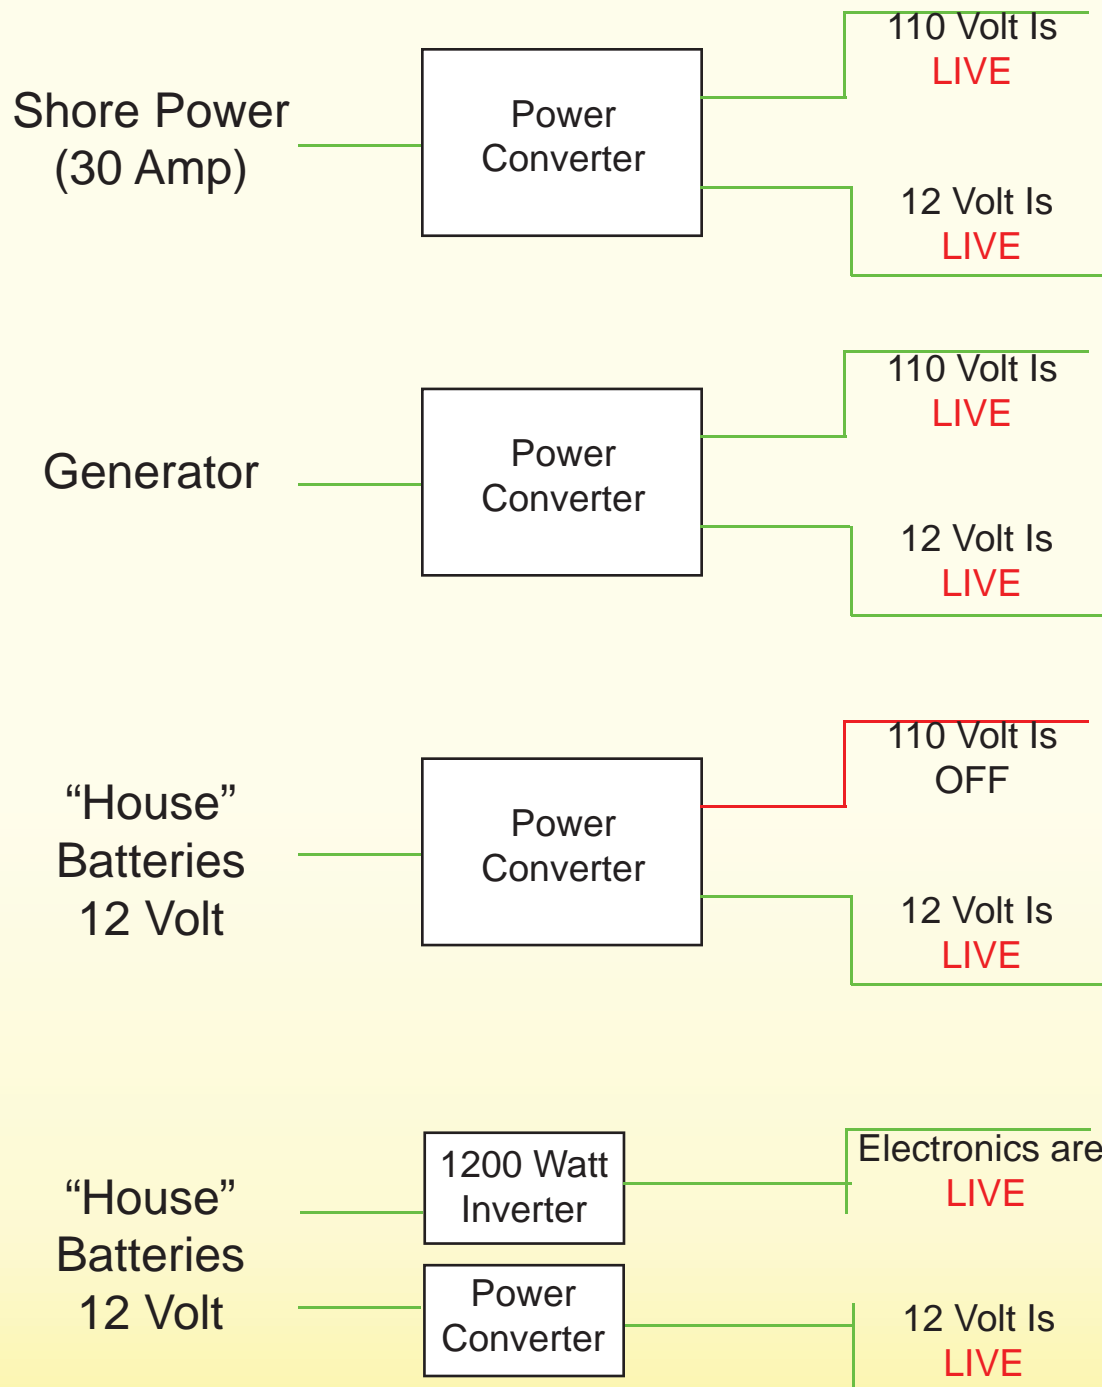 110 Volt Is
LIVE
Shore Power
(30 Amp)
Power
Converter
12 Volt Is
LIVE
110 Volt Is
LIVE
Generator
Power
Converter
12 Volt Is
LIVE
110 Volt Is
OFF
“House”
Batteries
12 Volt
Power
Converter
12 Volt Is
LIVE
“House”
Batteries
12 Volt
1200 Watt
Inverter
Electronics are
LIVE
Power
Converter
12 Volt Is
LIVE